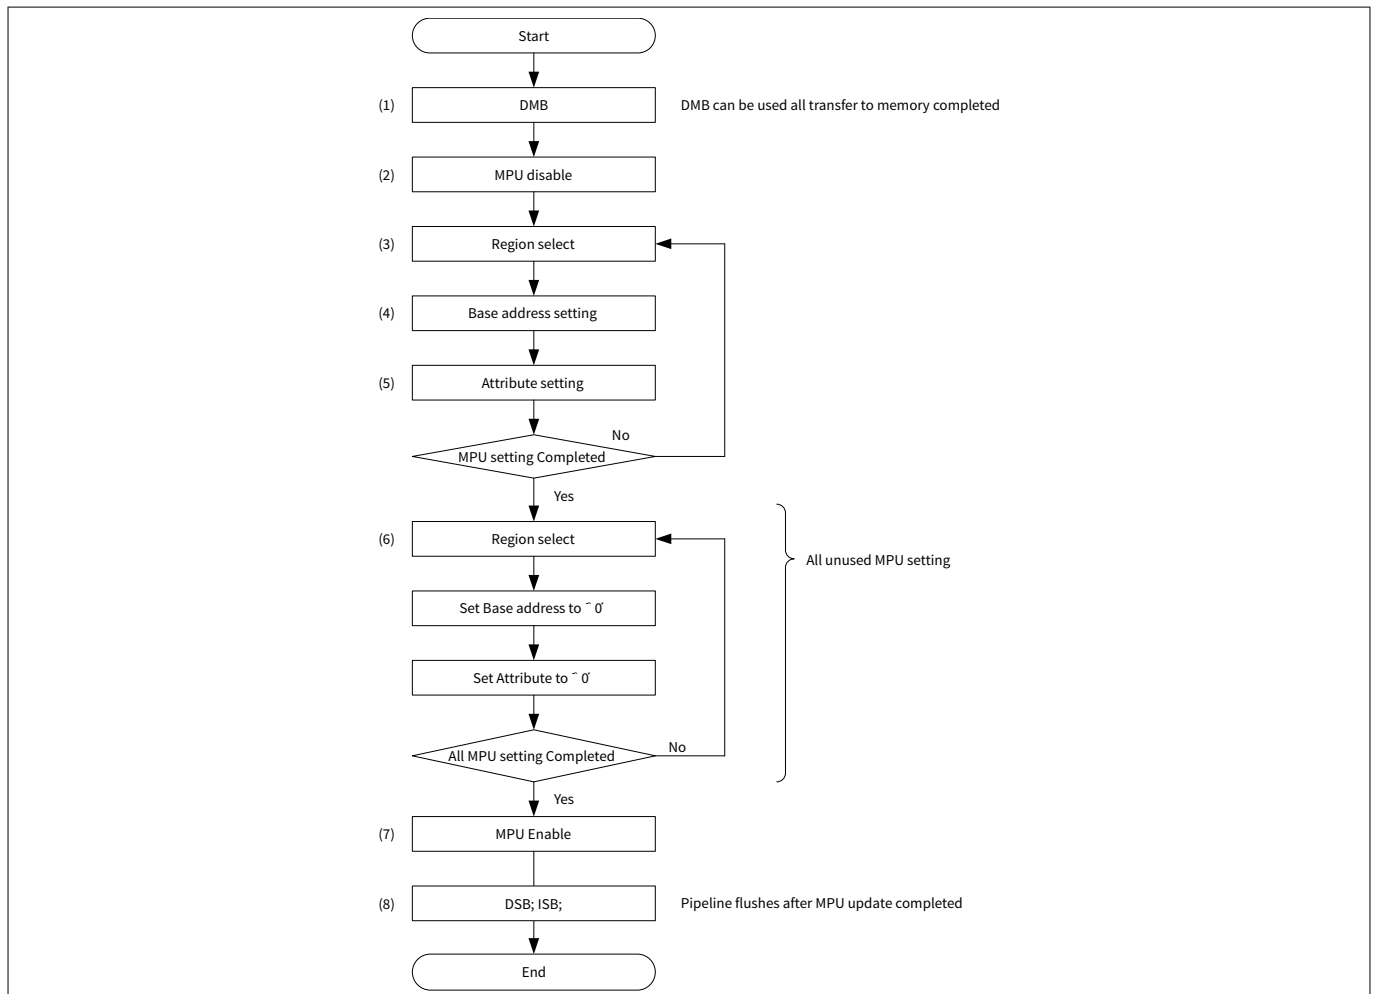 Start
(1) DMB DMB can be used all transfer to memory completed
(2) MPU disable
(3) Region select
(4) Base address setting
(5) Attribute setting
No
MPU setting Completed
Yes
(6) Region select
All unused MPU setting
Set Base address to ˝ 0˝
Set Attribute to ˝ 0˝
No
All MPU setting Completed
Yes
(7) MPU Enable
(8) DSB; ISB; Pipeline flushes after MPU update completed
End